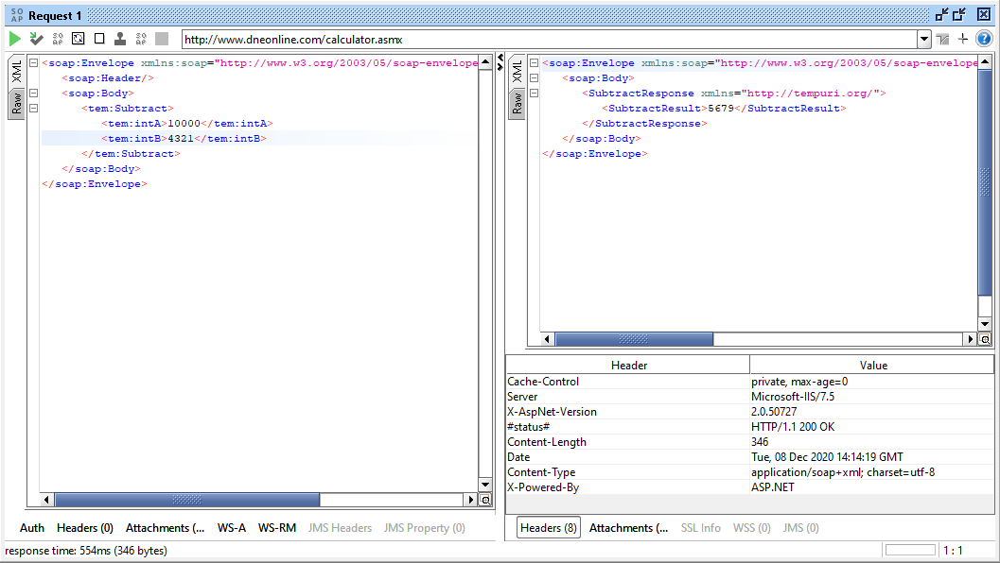 SO
AP
Request 1
SO
AP
SO
AP
http://www.dneonline.com/calculator.asmx
XML
Raw
<soap:Envelope xmlns:soap="http://www.w3.org/2003/05/soap-envelope
<soap:Header/>
<soap:Body>
<tem:Subtract>
<tem:intA>10000</tem:intA>
<tem:intB>4321</tem:intB>
</tem:Subtract>
</soap:Body>
</soap:Envelope>
XML
Raw
<soap:Envelope xmlns:soap="http://www.w3.org/2003/05/soap-envelope
<soap:Body>
<SubtractResponse xmlns="http://tempuri.org/">
<SubtractResult>5679</SubtractResult>
</SubtractResponse>
</soap:Body>
</soap:Envelope>
Header Value
Cache-Control private, max-age=0
Server Microsoft-IIS/7.5
X-AspNet-Version 2.0.50727
#status# HTTP/1.1 200 OK
Content-Length 346
Date Tue, 08 Dec 2020 14:14:19 GMT
Content-Type application/soap+xml; charset=utf-8
X-Powered-By ASP.NET
Auth Headers (0) Attachments (... WS-A WS-RM JMS Headers JMS Property (0)
Headers (8) Attachments (... SSL Info WSS (0) JMS (0)
response time: 554ms (346 bytes)
1 : 1